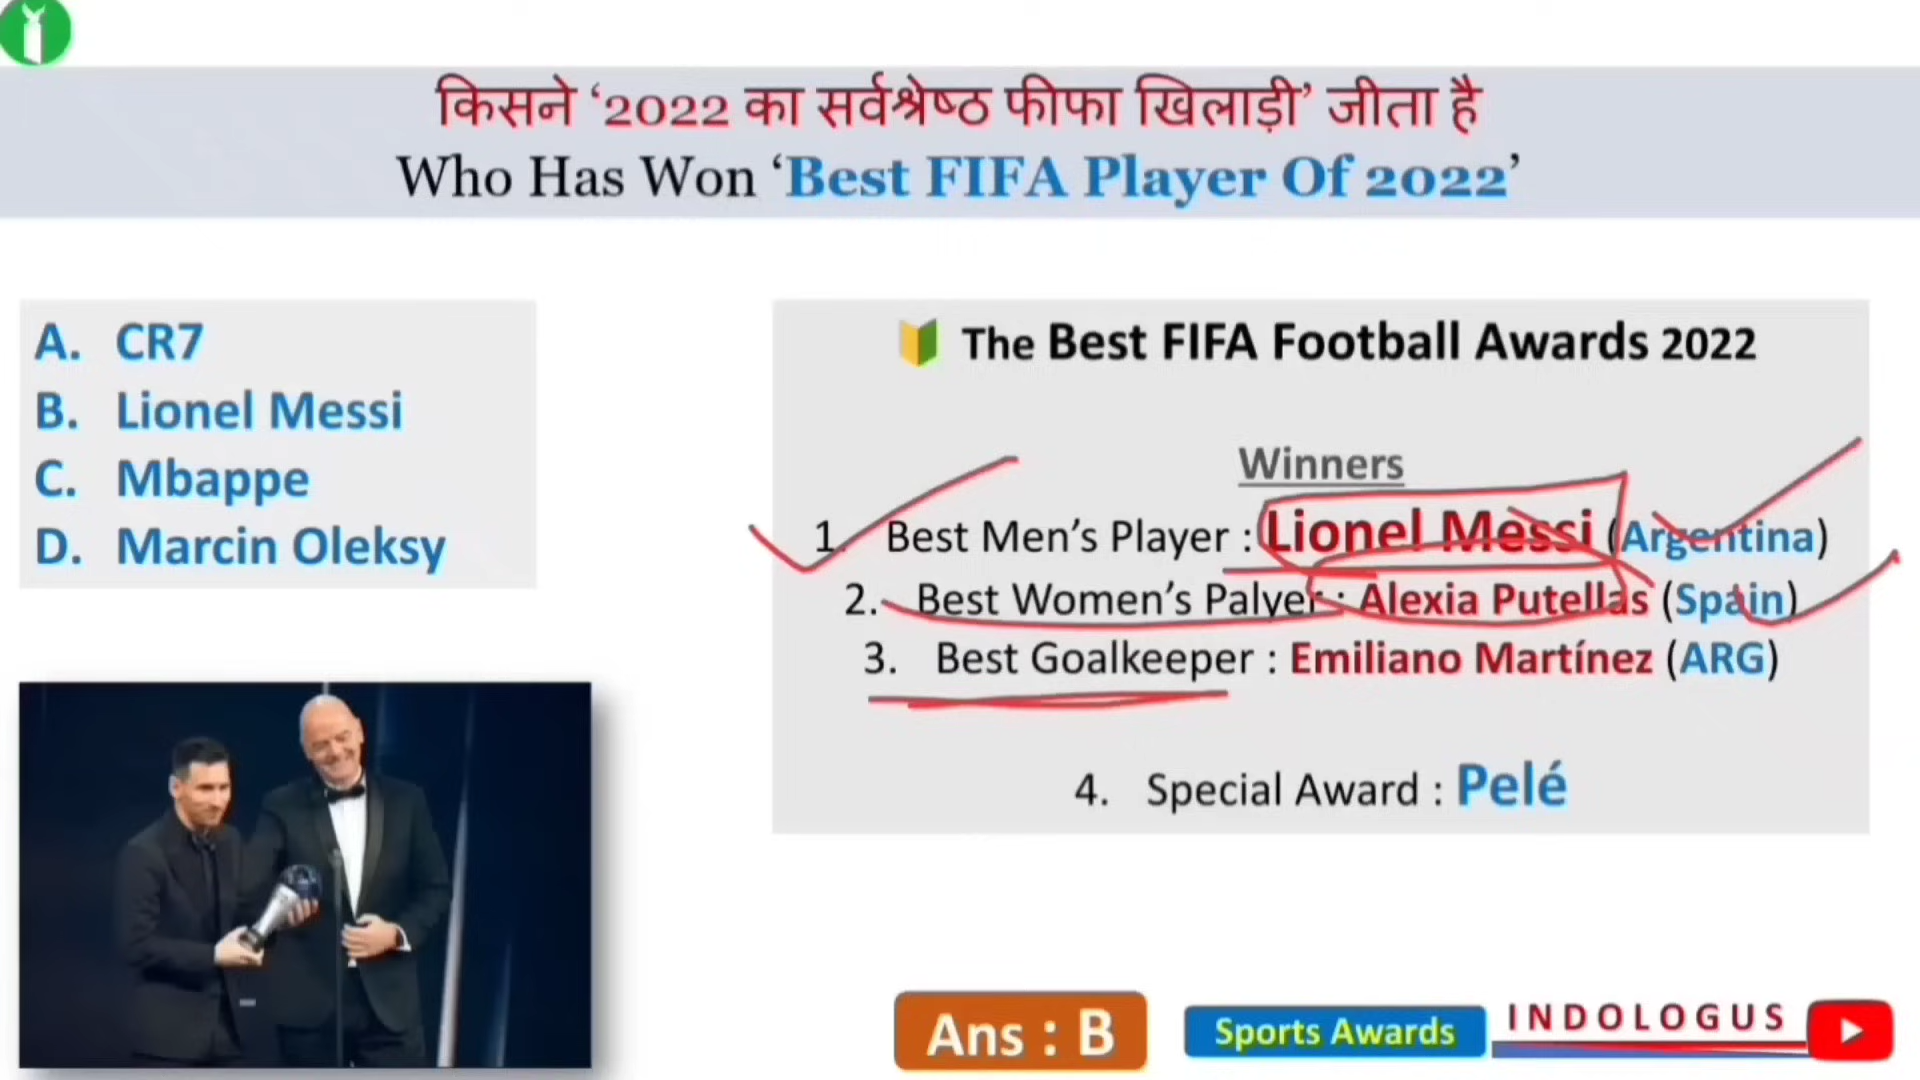 किसने ‘2022 का सर्वश्रेष्ठ फीफा खिलाड़ी’ जीता है
Who Has Won ‘Best FIFA Player Of 2022’
A. CR7
B. Lionel Messi
C. Mbappe
D. Marcin Oleksy
The Best FIFA Football Awards 2022
Winners
1. Best Men’s Player : Lionel Messi (Argentina)
2. Best Women’s Palyer : Alexia Putellas (Spain)
3. Best Goalkeeper : Emiliano Martínez (ARG)
4. Special Award : Pelé
Ans : B
Sports Awards
INDOLOGUS